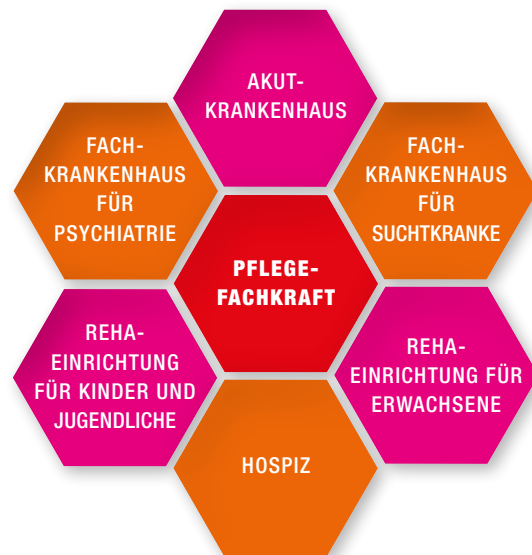 AKUT-
KRANKENHAUS
FACH-
KRANKENHAUS
FÜR
PSYCHIATRIE
FACH-
KRANKENHAUS
FÜR
SUCHTKRANKE
PFLEGE-
FACHKRAFT
REHA-
EINRICHTUNG
FÜR KINDER UND
JUGENDLICHE
REHA-
EINRICHTUNG FÜR
ERWACHSENE
HOSPIZ